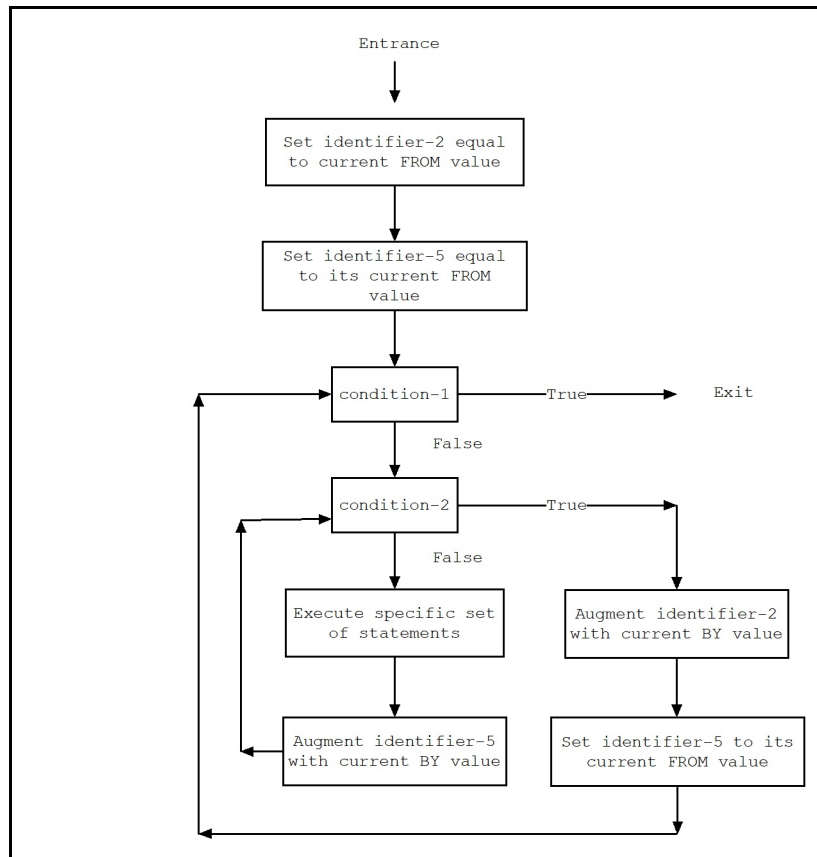 Entrance
Set identifier-2 equal
to current FROM value
Set identifier-5 equal
to its current FROM
value
condition-1
True
Exit
False
condition-2
True
False
Execute specific set
of statements
Augment identifier-2
with current BY value
Augment identifier-5
with current BY value
Set identifier-5 to its
current FROM value